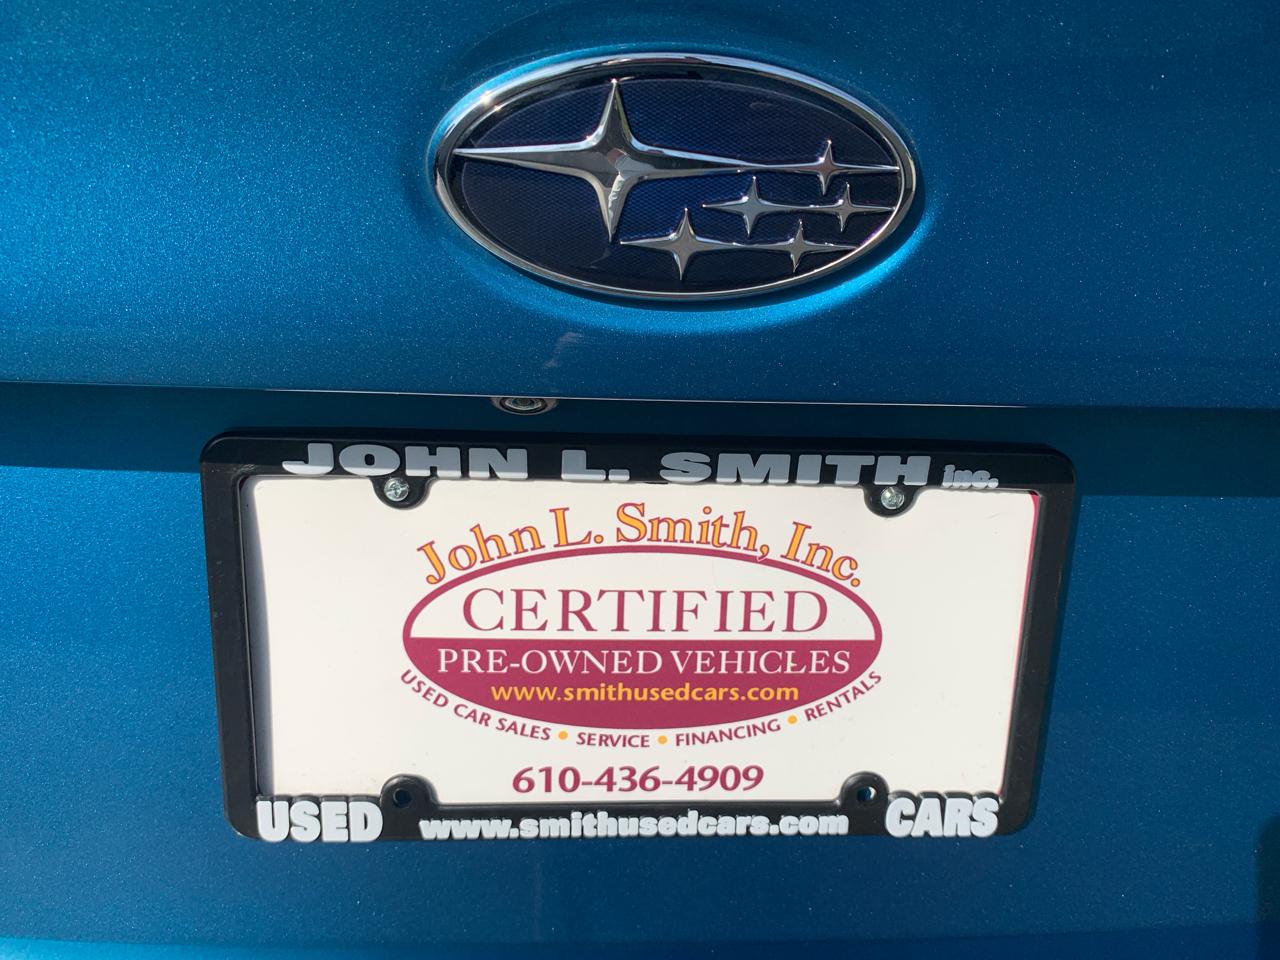 JOHN L. SMITH inc.
John L. Smith, Inc.
CERTIFIED
PRE-OWNED VEHICLES
www.smithusedcars.com
USED CAR SALES • SERVICE • FINANCING • RENTALS
610-436-4909
USED www.smithusedcars.com CARS